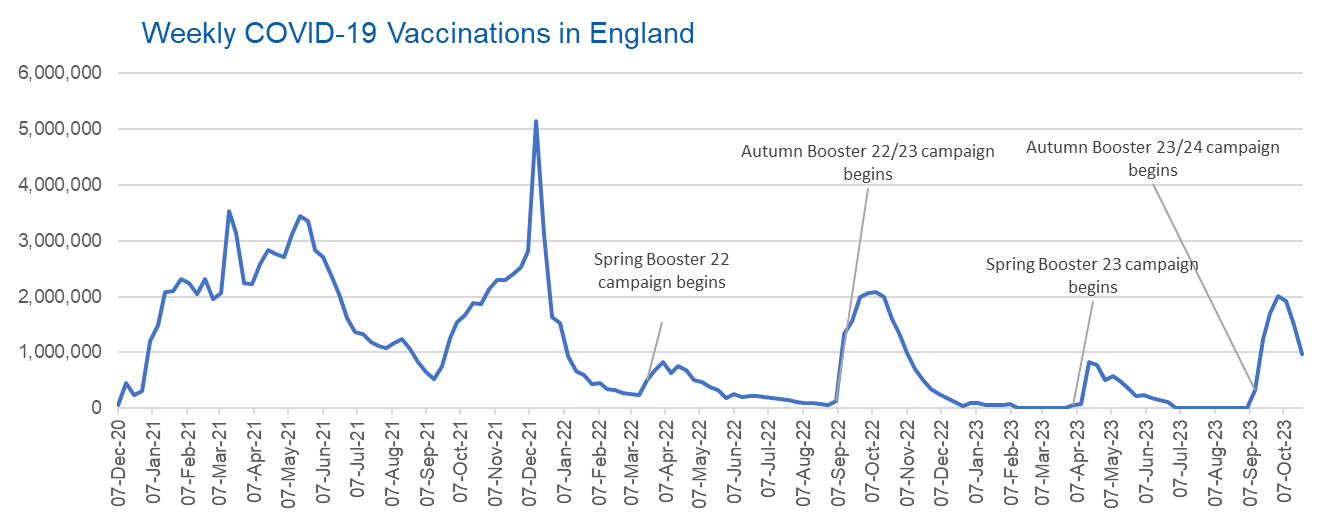 Weekly COVID-19 Vaccinations in England
6,000,000
5,000,000
4,000,000
3,000,000
2,000,000
1,000,000
0
Spring Booster 22
campaign begins
Autumn Booster 22/23 campaign
begins
Spring Booster 23 campaign
begins
Autumn Booster 23/24 campaign
begins
07-Dec-20
07-Jan-21
07-Feb-21
07-Mar-21
07-Apr-21
07-May-21
07-Jun-21
07-Jul-21
07-Aug-21
07-Sep-21
07-Oct-21
07-Nov-21
07-Dec-21
07-Jan-22
07-Feb-22
07-Mar-22
07-Apr-22
07-May-22
07-Jun-22
07-Jul-22
07-Aug-22
07-Sep-22
07-Oct-22
07-Nov-22
07-Dec-22
07-Jan-23
07-Feb-23
07-Mar-23
07-Apr-23
07-May-23
07-Jun-23
07-Jul-23
07-Aug-23
07-Sep-23
07-Oct-23